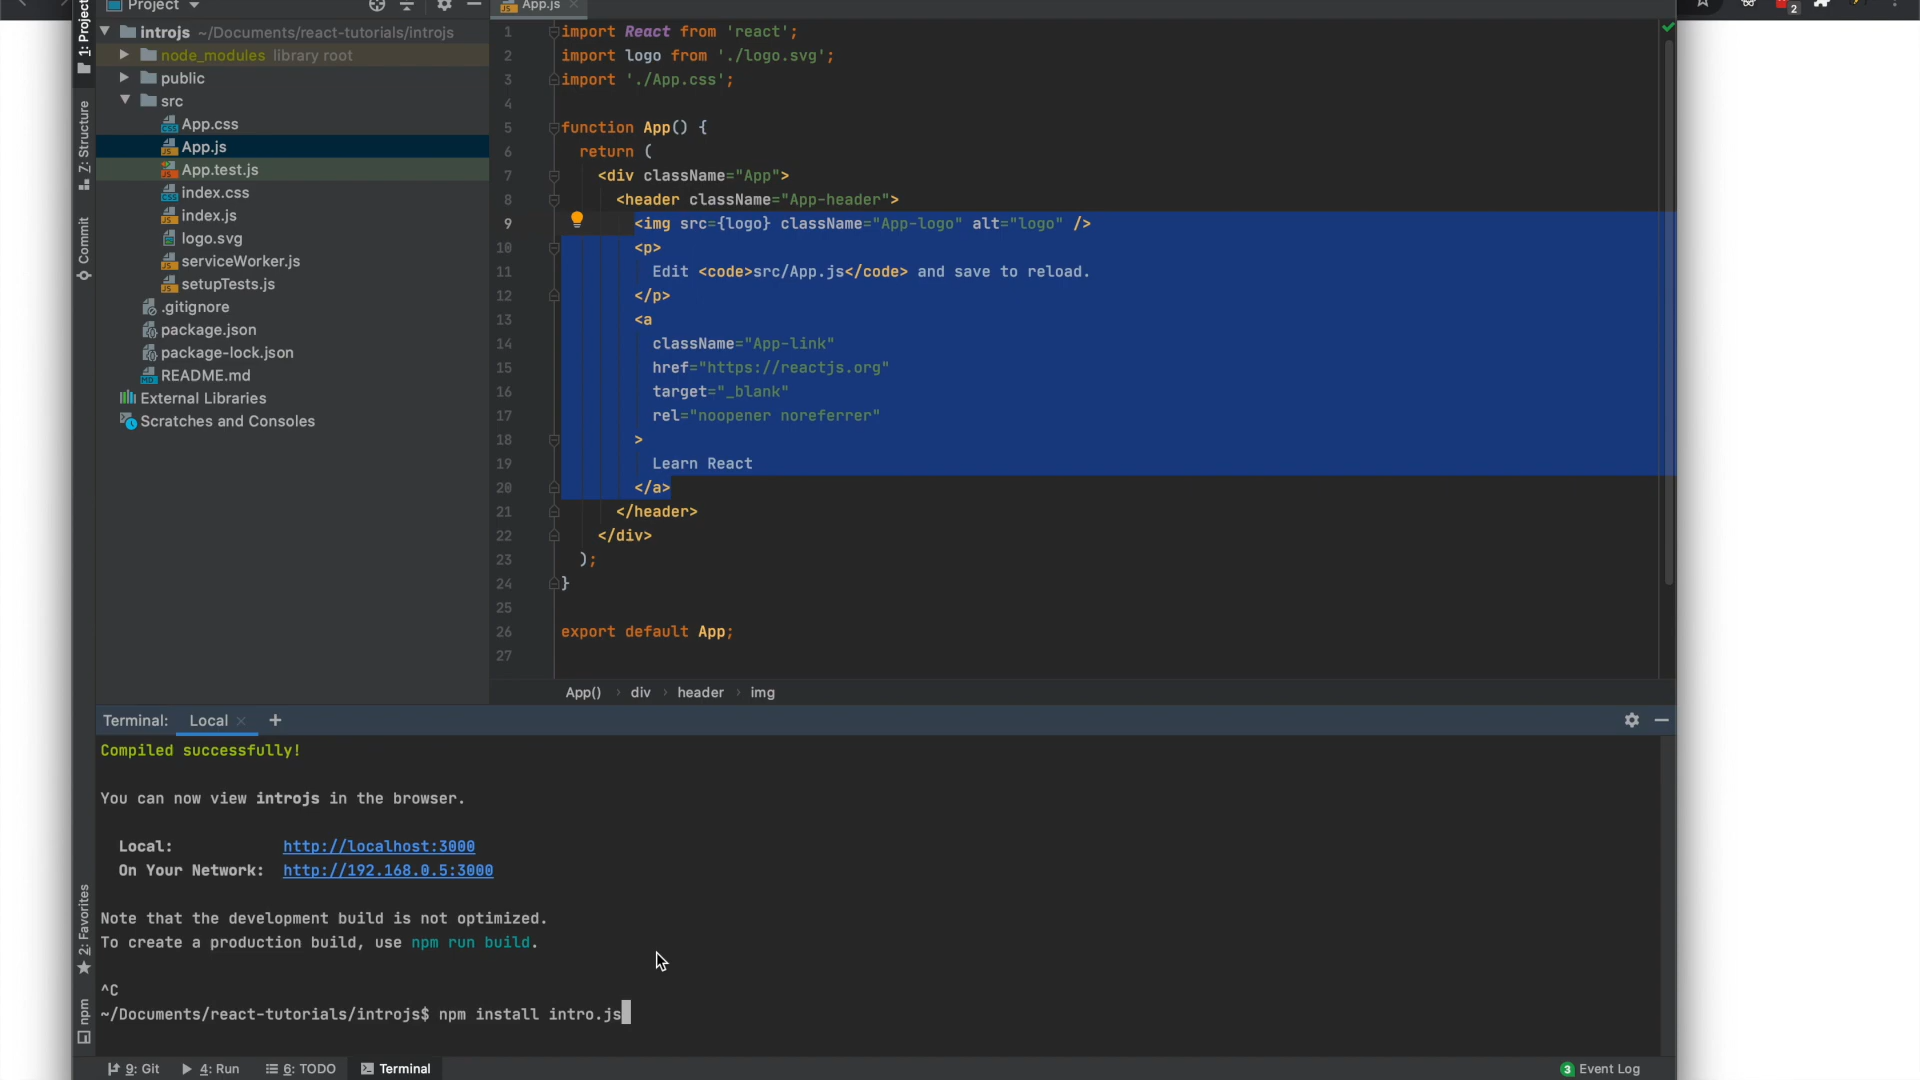 Project
App.js
2
1: Project
Z: Structure
Commit
2: Favorites
npm
introjs ~/Documents/react-tutorials/introjs
node_modules library root
public
src
App.css
App.js
App.test.js
index.css
index.js
logo.svg
serviceWorker.js
setupTests.js
.gitignore
package.json
package-lock.json
README.md
External Libraries
Scratches and Consoles
1 import React from 'react';
2 import logo from './logo.svg';
3 import './App.css';
4
5 function App() {
6 return (
7 <div className="App">
8 <header className="App-header">
9 <img src={logo} className="App-logo" alt="logo" />
10 <p>
11 Edit <code>src/App.js</code> and save to reload.
12 </p>
13 <a
14 className="App-link"
15 href="https://reactjs.org"
16 target="_blank"
17 rel="noopener noreferrer"
18 >
19 Learn React
20 </a>
21 </header>
22 </div>
23 );
24 }
25
26 export default App;
27
App() › div › header › img
Terminal: Local × +
Compiled successfully!
You can now view introjs in the browser.
Local: http://localhost:3000
On Your Network: http://192.168.0.5:3000
Note that the development build is not optimized.
To create a production build, use npm run build.
^C
~/Documents/react-tutorials/introjs$ npm install intro.js
9: Git 4: Run 6: TODO Terminal 3 Event Log